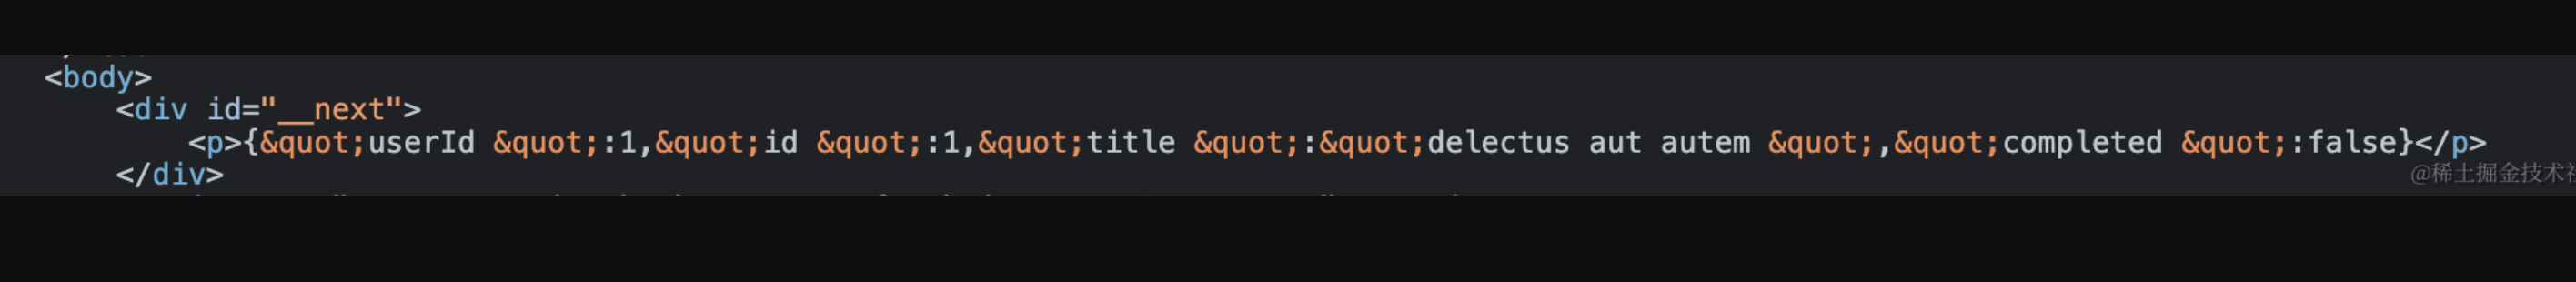 <body>
<div id="__next">
<p>{&quot;userId &quot;:1,&quot;id &quot;:1,&quot;title &quot;:&quot;delectus aut autem &quot;,&quot;completed &quot;:false}</p>
</div>
@稀土掘金技术社